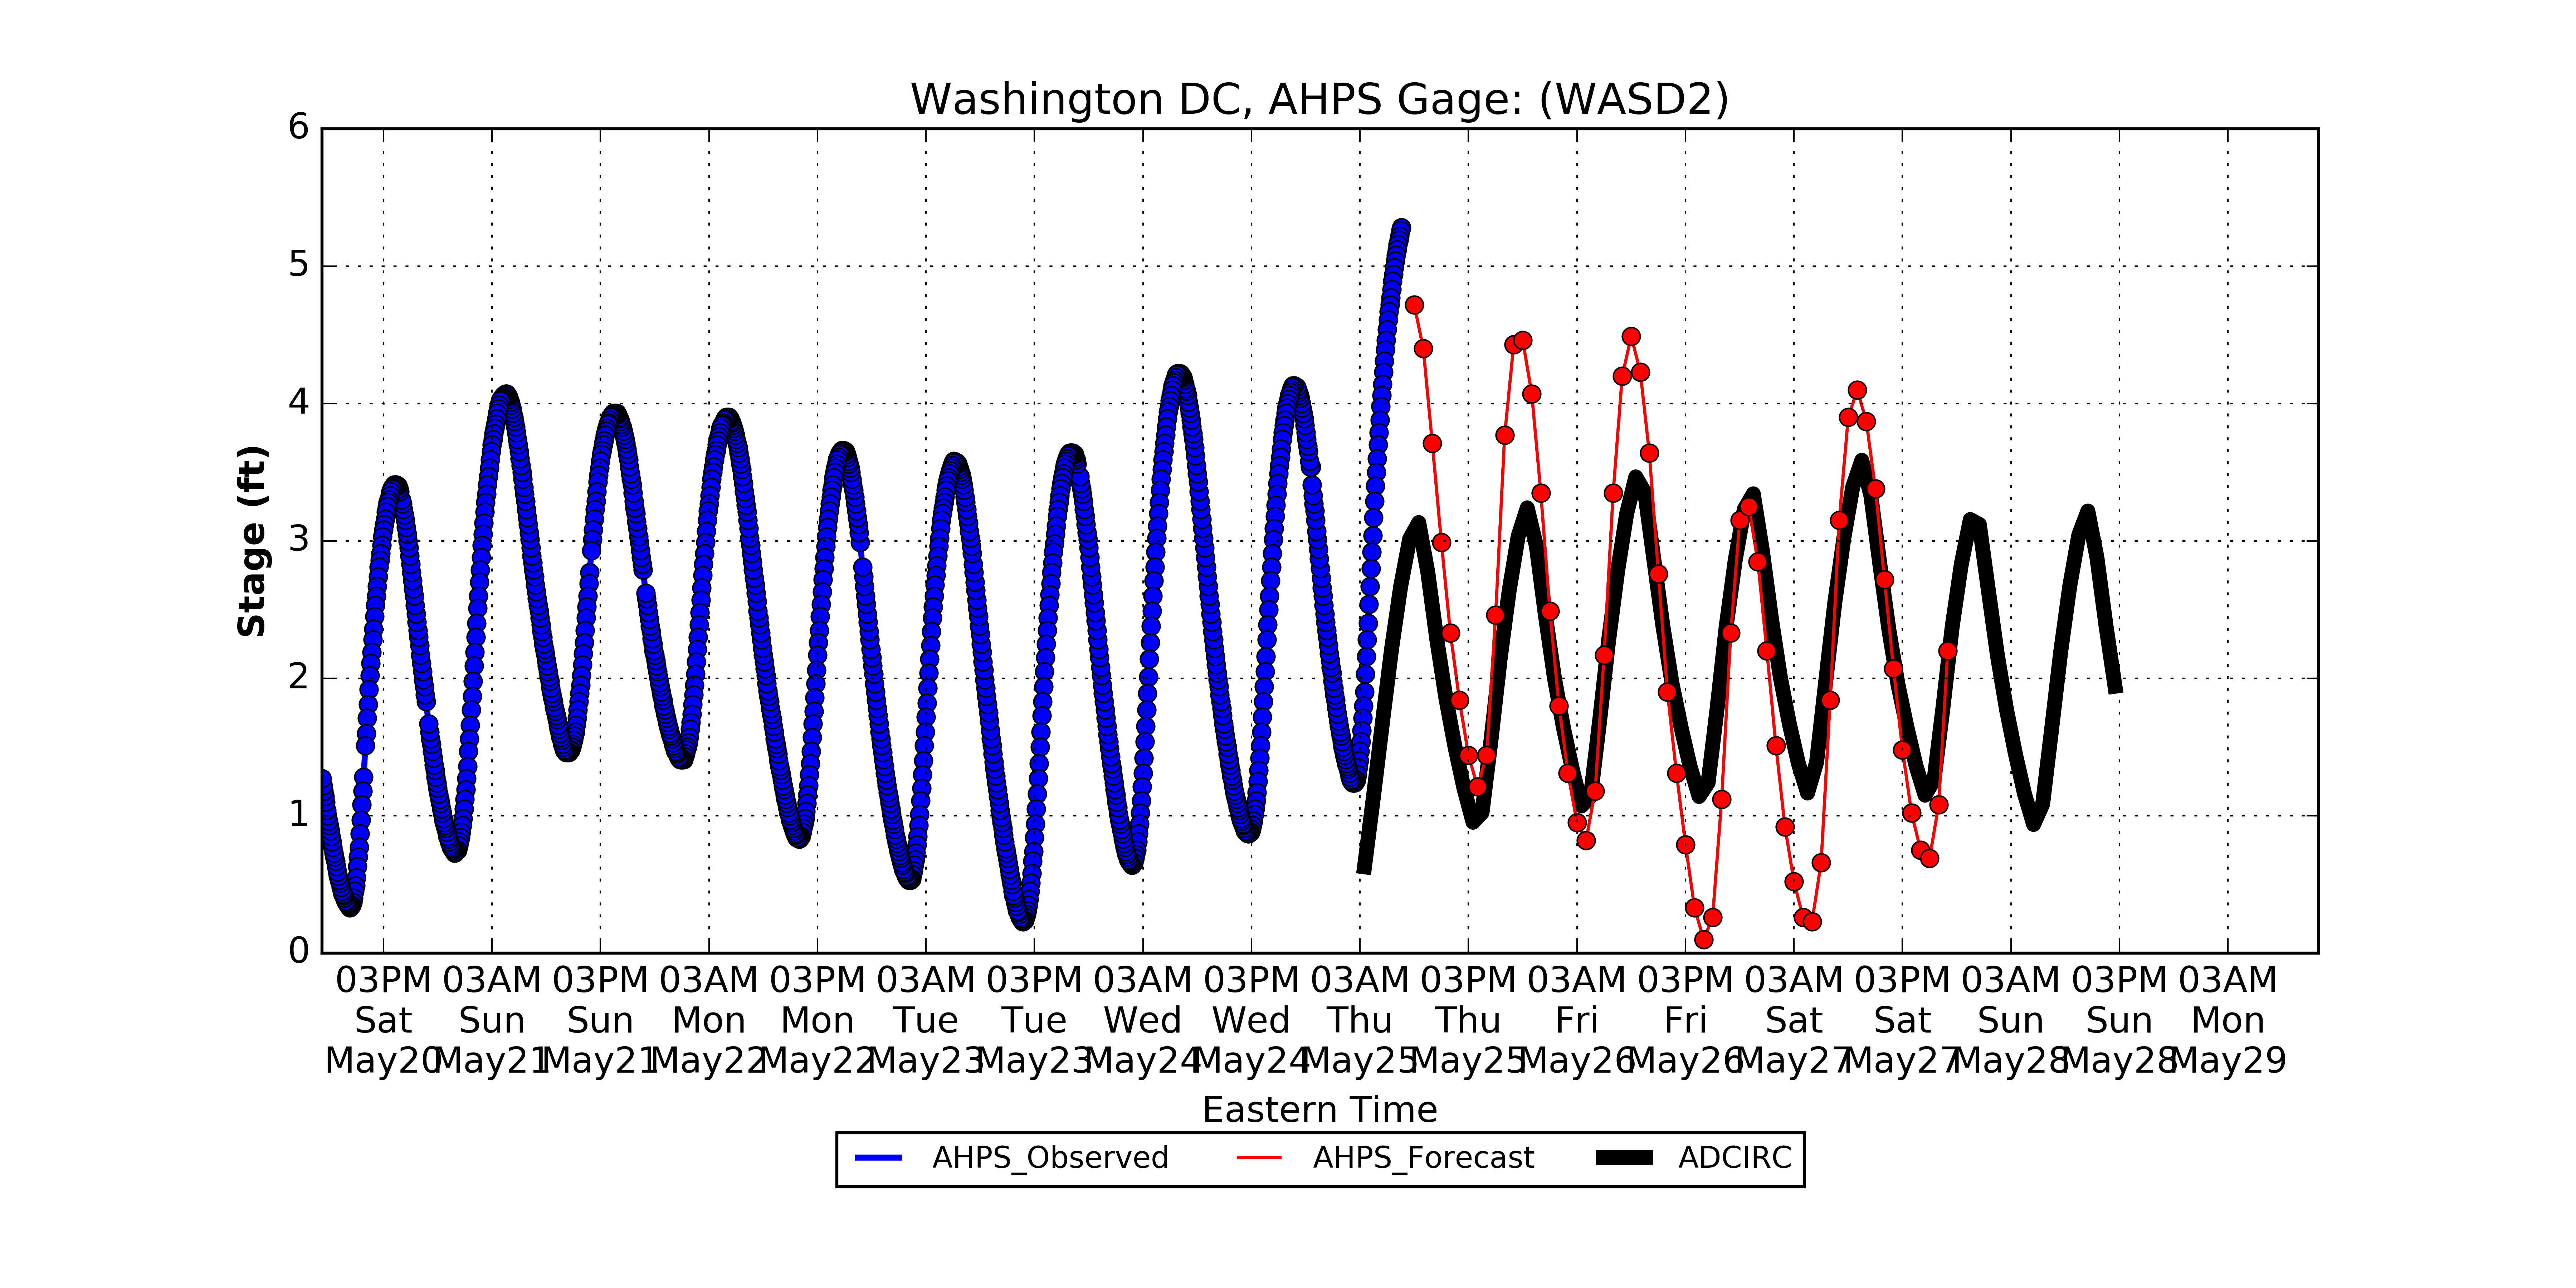 Washington DC, AHPS Gage: (WASD2)
6
5
4
3
2
1
0
Stage (ft)
03PM 03AM 03PM 03AM 03PM 03AM 03PM 03AM 03PM 03AM 03PM 03AM 03PM 03AM 03PM 03AM 03PM 03AM
Sat Sun Sun Mon Mon Tue Tue Wed Wed Thu Thu Fri Fri Sat Sat Sun Sun Mon
May20 May21 May21 May22 May22 May23 May23 May24 May24 May25 May25 May26 May26 May27 May27 May28 May28 May29
Eastern Time
AHPS_Observed AHPS_Forecast ADCIRC